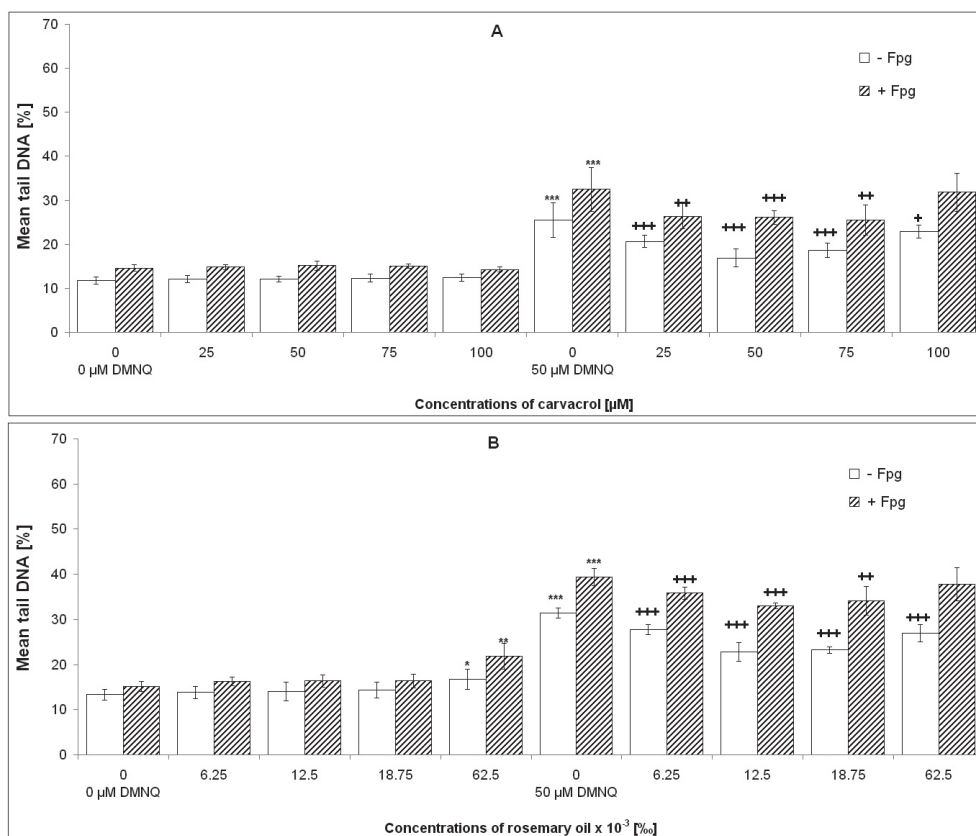 A
- Fpg
+ Fpg
Mean tail DNA [%]
70
60
50
40
30
20
10
0
*** ***
+++ ++ +++ +++ +++ ++ +
0 25 50 75 100 0 25 50 75 100
0 µM DMNQ 50 µM DMNQ
Concentrations of carvacrol [µM]
B
- Fpg
+ Fpg
Mean tail DNA [%]
70
60
50
40
30
20
10
0
* ** *** ***
+++ +++ +++ +++ +++ ++ +++
0 6.25 12.5 18.75 62.5 0 6.25 12.5 18.75 62.5
0 µM DMNQ 50 µM DMNQ
Concentrations of rosemary oil x 10⁻³ [‰]